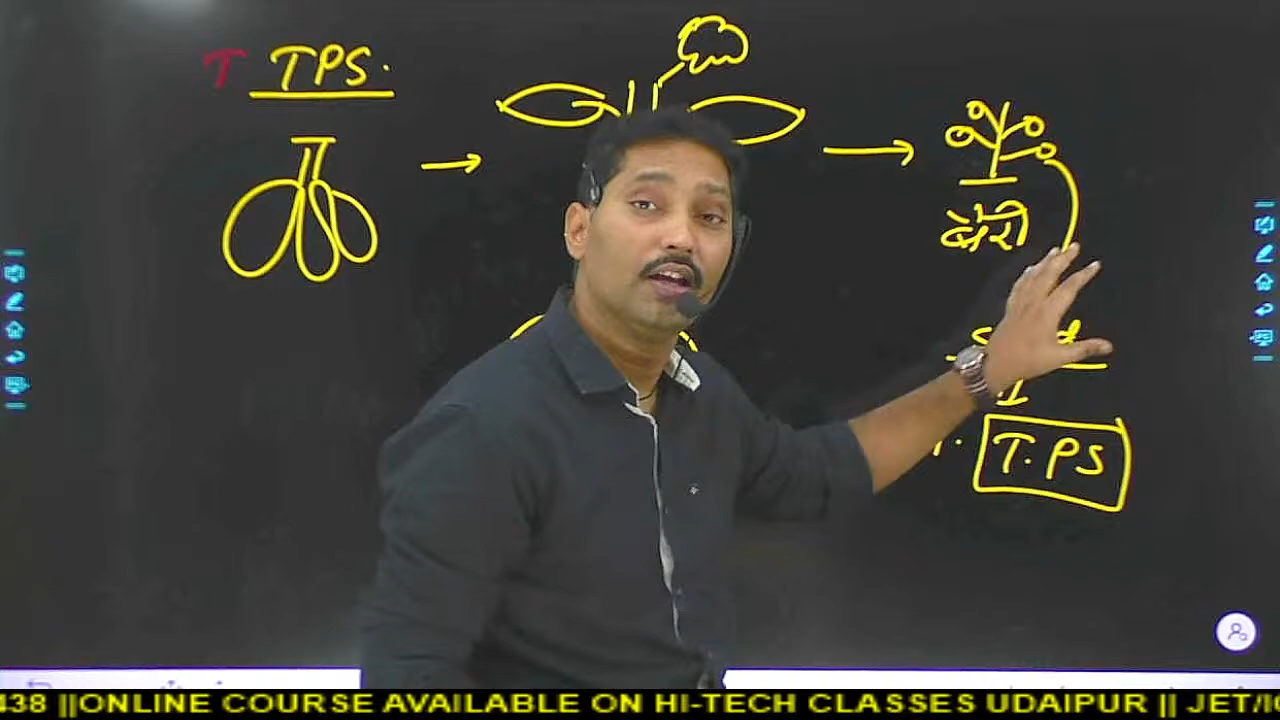 T TPS.
T.PS
438 ||ONLINE COURSE AVAILABLE ON HI-TECH CLASSES UDAIPUR || JET/I